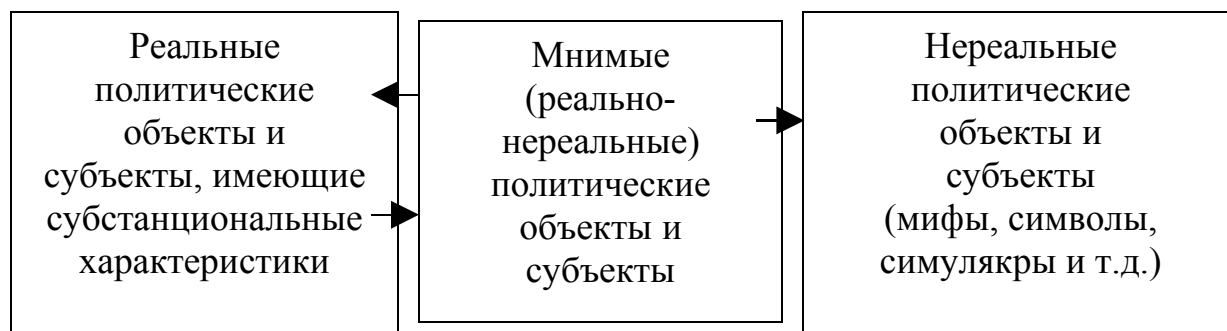 Реальные
политические
объекты и
субъекты, имеющие
субстанциональные
характеристики
Мнимые
(реально-
нереальные)
политические
объекты и
субъекты
Нереальные
политические
объекты и
субъекты
(мифы, символы,
симулякры и т.д.)